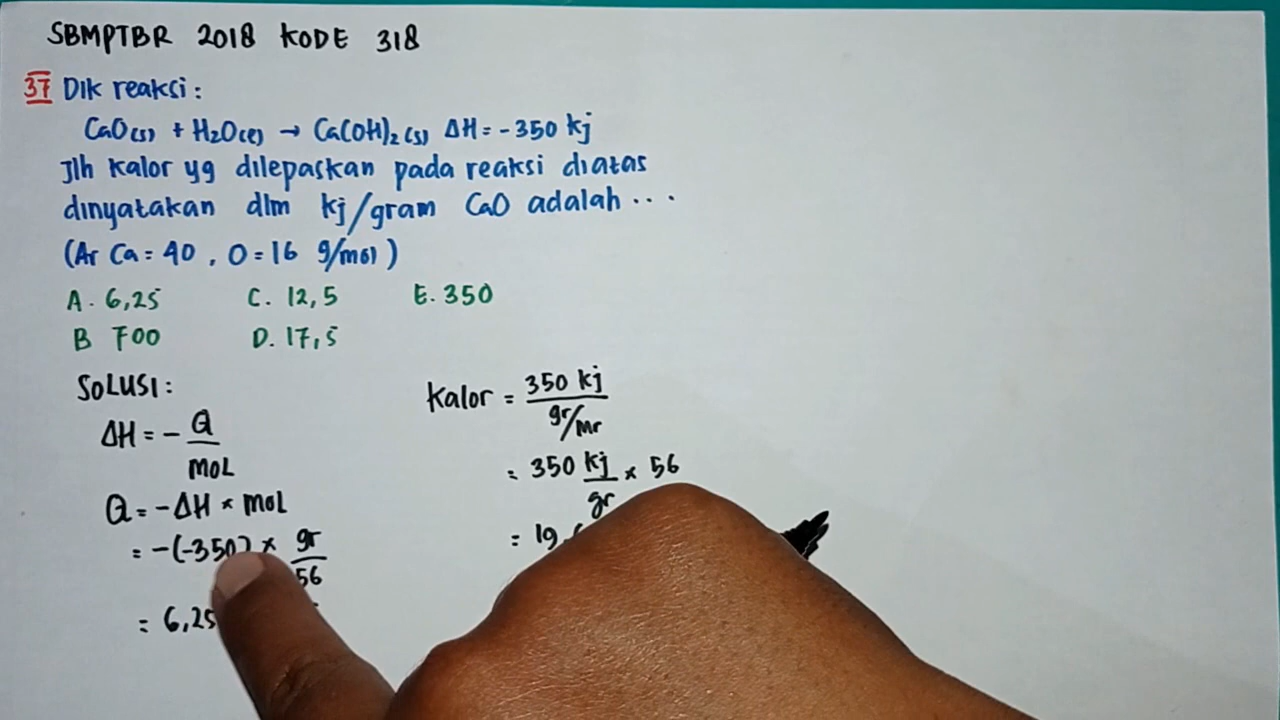 SBMPTBR 2018 KODE 318
37 Dik reaksi :
CaO(s) + H2O(l) → Ca(OH)2 (s) ΔH = -350 kj
Jlh kalor yg dilepaskan pada reaksi diatas
dinyatakan dlm kj/gram CaO adalah ...
(Ar Ca = 40 , O = 16 g/mol)
A. 6,25 C. 12,5 E. 350
B 700 D. 17,5
SOLUSI :
ΔH = - Q/MOL
Q = -ΔH × MOL
= -(-350) × gr/56
= 6,25
Kalor = 350 kj / gr/Mr
= 350 kj/gr × 56
= 19,